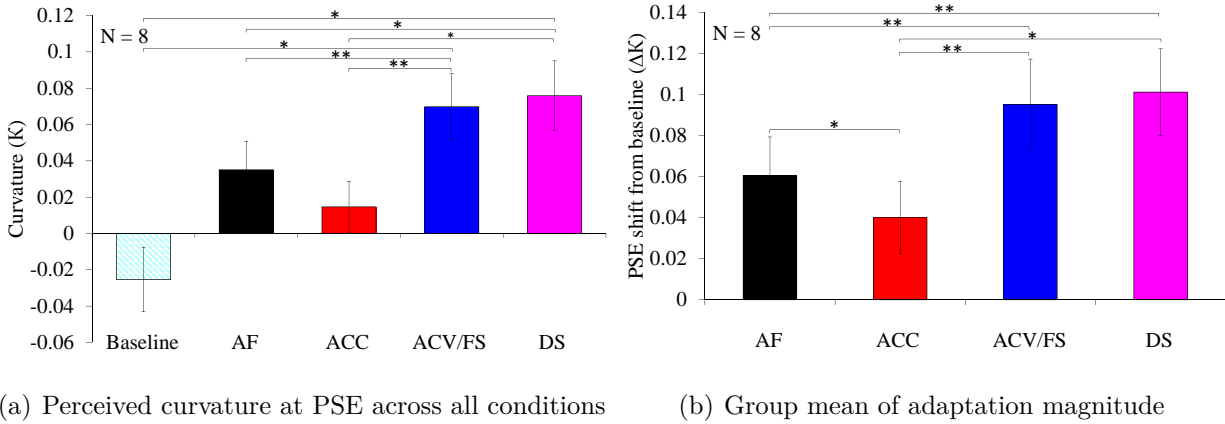 0.12
0.1
0.08
0.06
0.04
0.02
0
-0.02
-0.04
-0.06
Curvature (K)
N = 8
*
*
*
*
**
**
Baseline
AF
ACC
ACV/FS
DS
(a) Perceived curvature at PSE across all conditions
0.14
0.12
0.1
0.08
0.06
0.04
0.02
0
PSE shift from baseline (ΔK)
N = 8
**
**
*
**
*
AF
ACC
ACV/FS
DS
(b) Group mean of adaptation magnitude